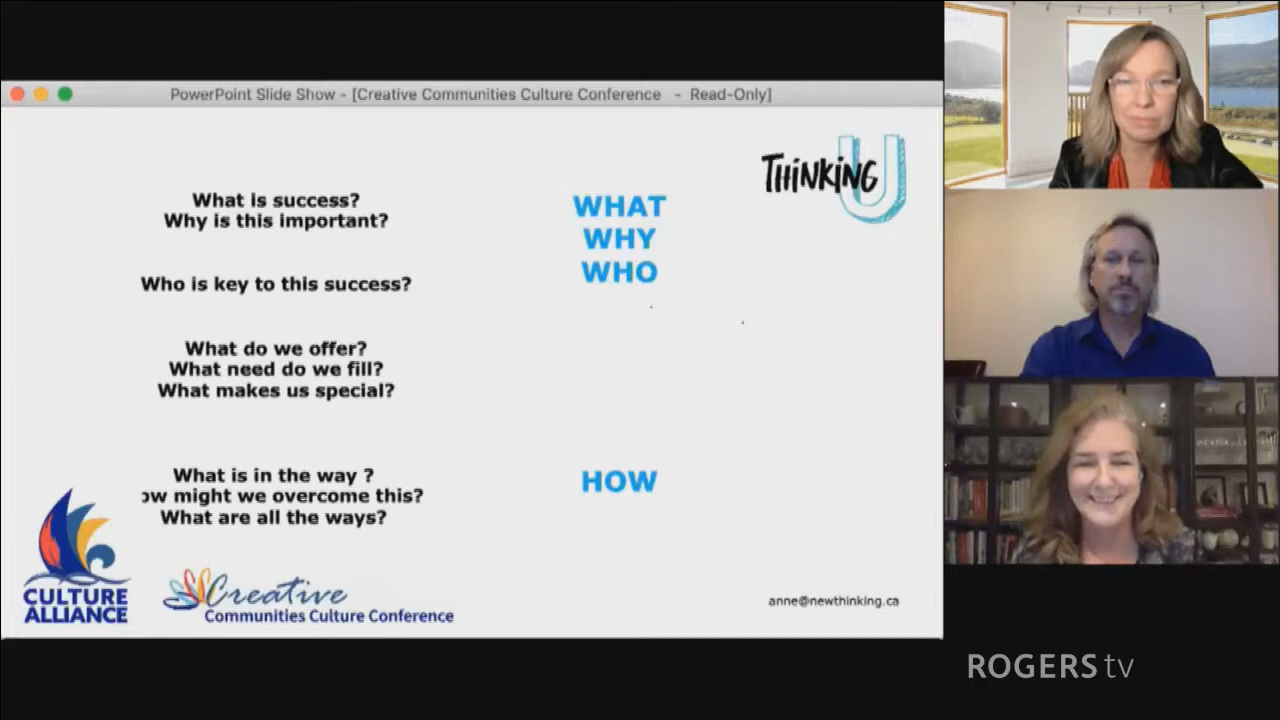 PowerPoint Slide Show - [Creative Communities Culture Conference - Read-Only]
THiNKiNG U
What is success?
Why is this important?
WHAT
WHY
WHO
Who is key to this success?
What do we offer?
What need do we fill?
What makes us special?
What is in the way ?
ow might we overcome this?
What are all the ways?
HOW
CULTURE
ALLIANCE
Creative
Communities Culture Conference
anne@newthinking.ca
ROGERS tv